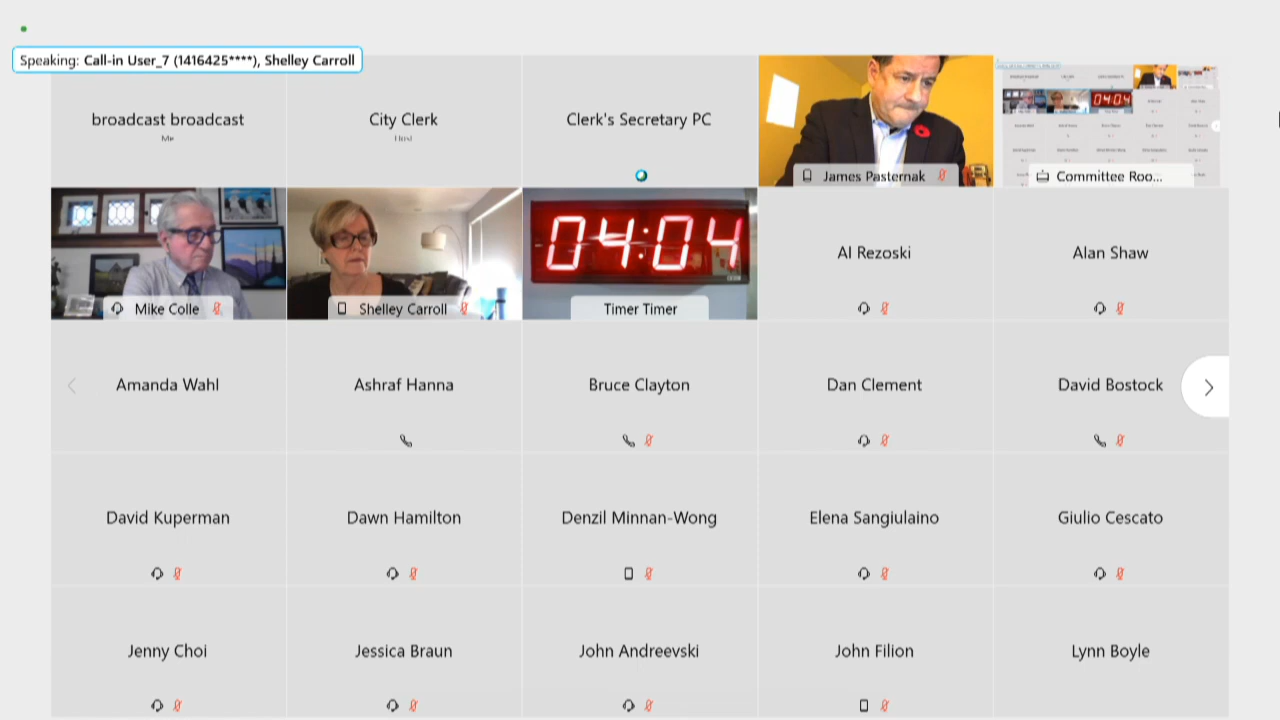 Speaking: Call-in User_7 (1416425****), Shelley Carroll
broadcast broadcast
Me
City Clerk
Host
Clerk's Secretary PC
James Pasternak
04:04
Committee Roo...
Mike Colle
Shelley Carroll
04:04
Timer Timer
Al Rezoski
Alan Shaw
Amanda Wahl
Ashraf Hanna
Bruce Clayton
Dan Clement
David Bostock
David Kuperman
Dawn Hamilton
Denzil Minnan-Wong
Elena Sangiulaino
Giulio Cescato
Jenny Choi
Jessica Braun
John Andreevski
John Filion
Lynn Boyle